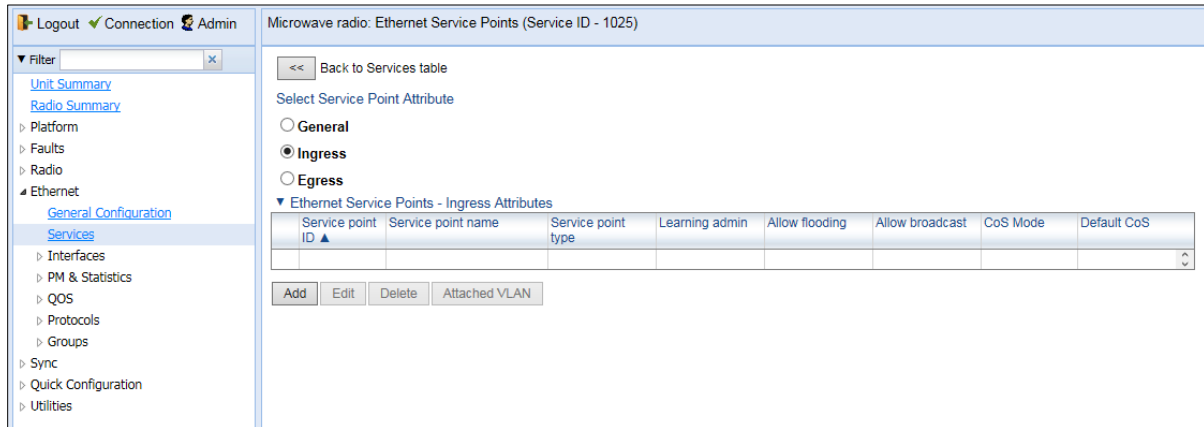 Logout Connection Admin
Microwave radio: Ethernet Service Points (Service ID - 1025)
▼ Filter
Unit Summary
Radio Summary
Platform
Faults
Radio
Ethernet
General Configuration
Services
Interfaces
PM & Statistics
QOS
Protocols
Groups
Sync
Quick Configuration
Utilities
<< Back to Services table
Select Service Point Attribute
General
Ingress
Egress
▼ Ethernet Service Points - Ingress Attributes
Service point ID ▲ Service point name Service point type Learning admin Allow flooding Allow broadcast CoS Mode Default CoS
Add Edit Delete Attached VLAN